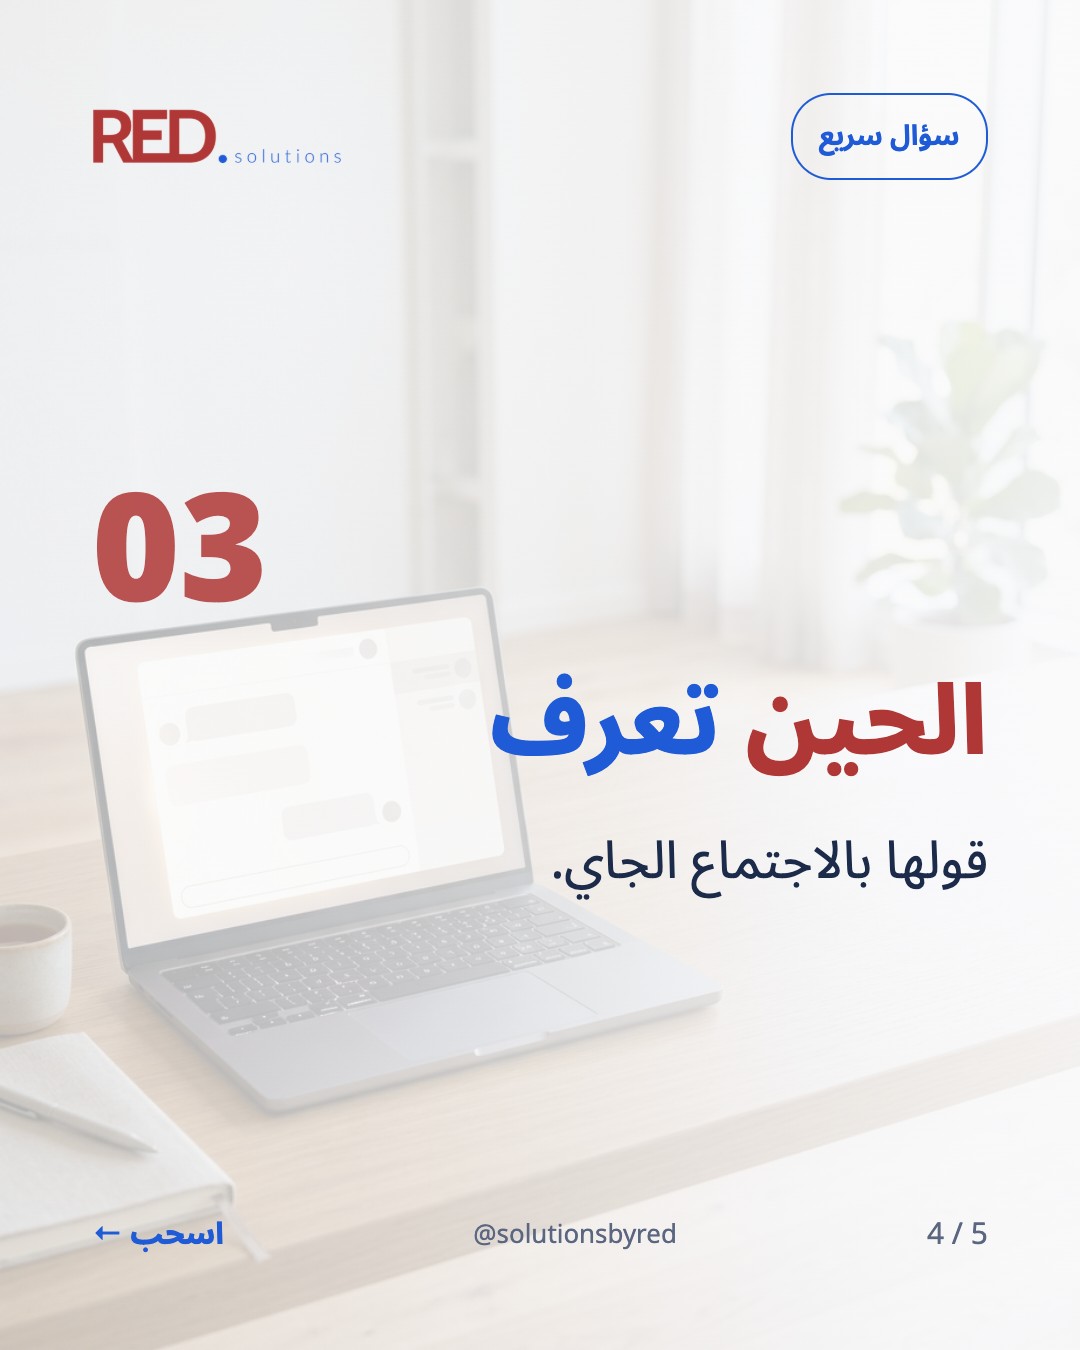 RED.solutions
سؤال سريع
03
الحين تعرف
قولها بالاجتماع الجاي.
اسحب ←
@solutionsbyred
4 / 5